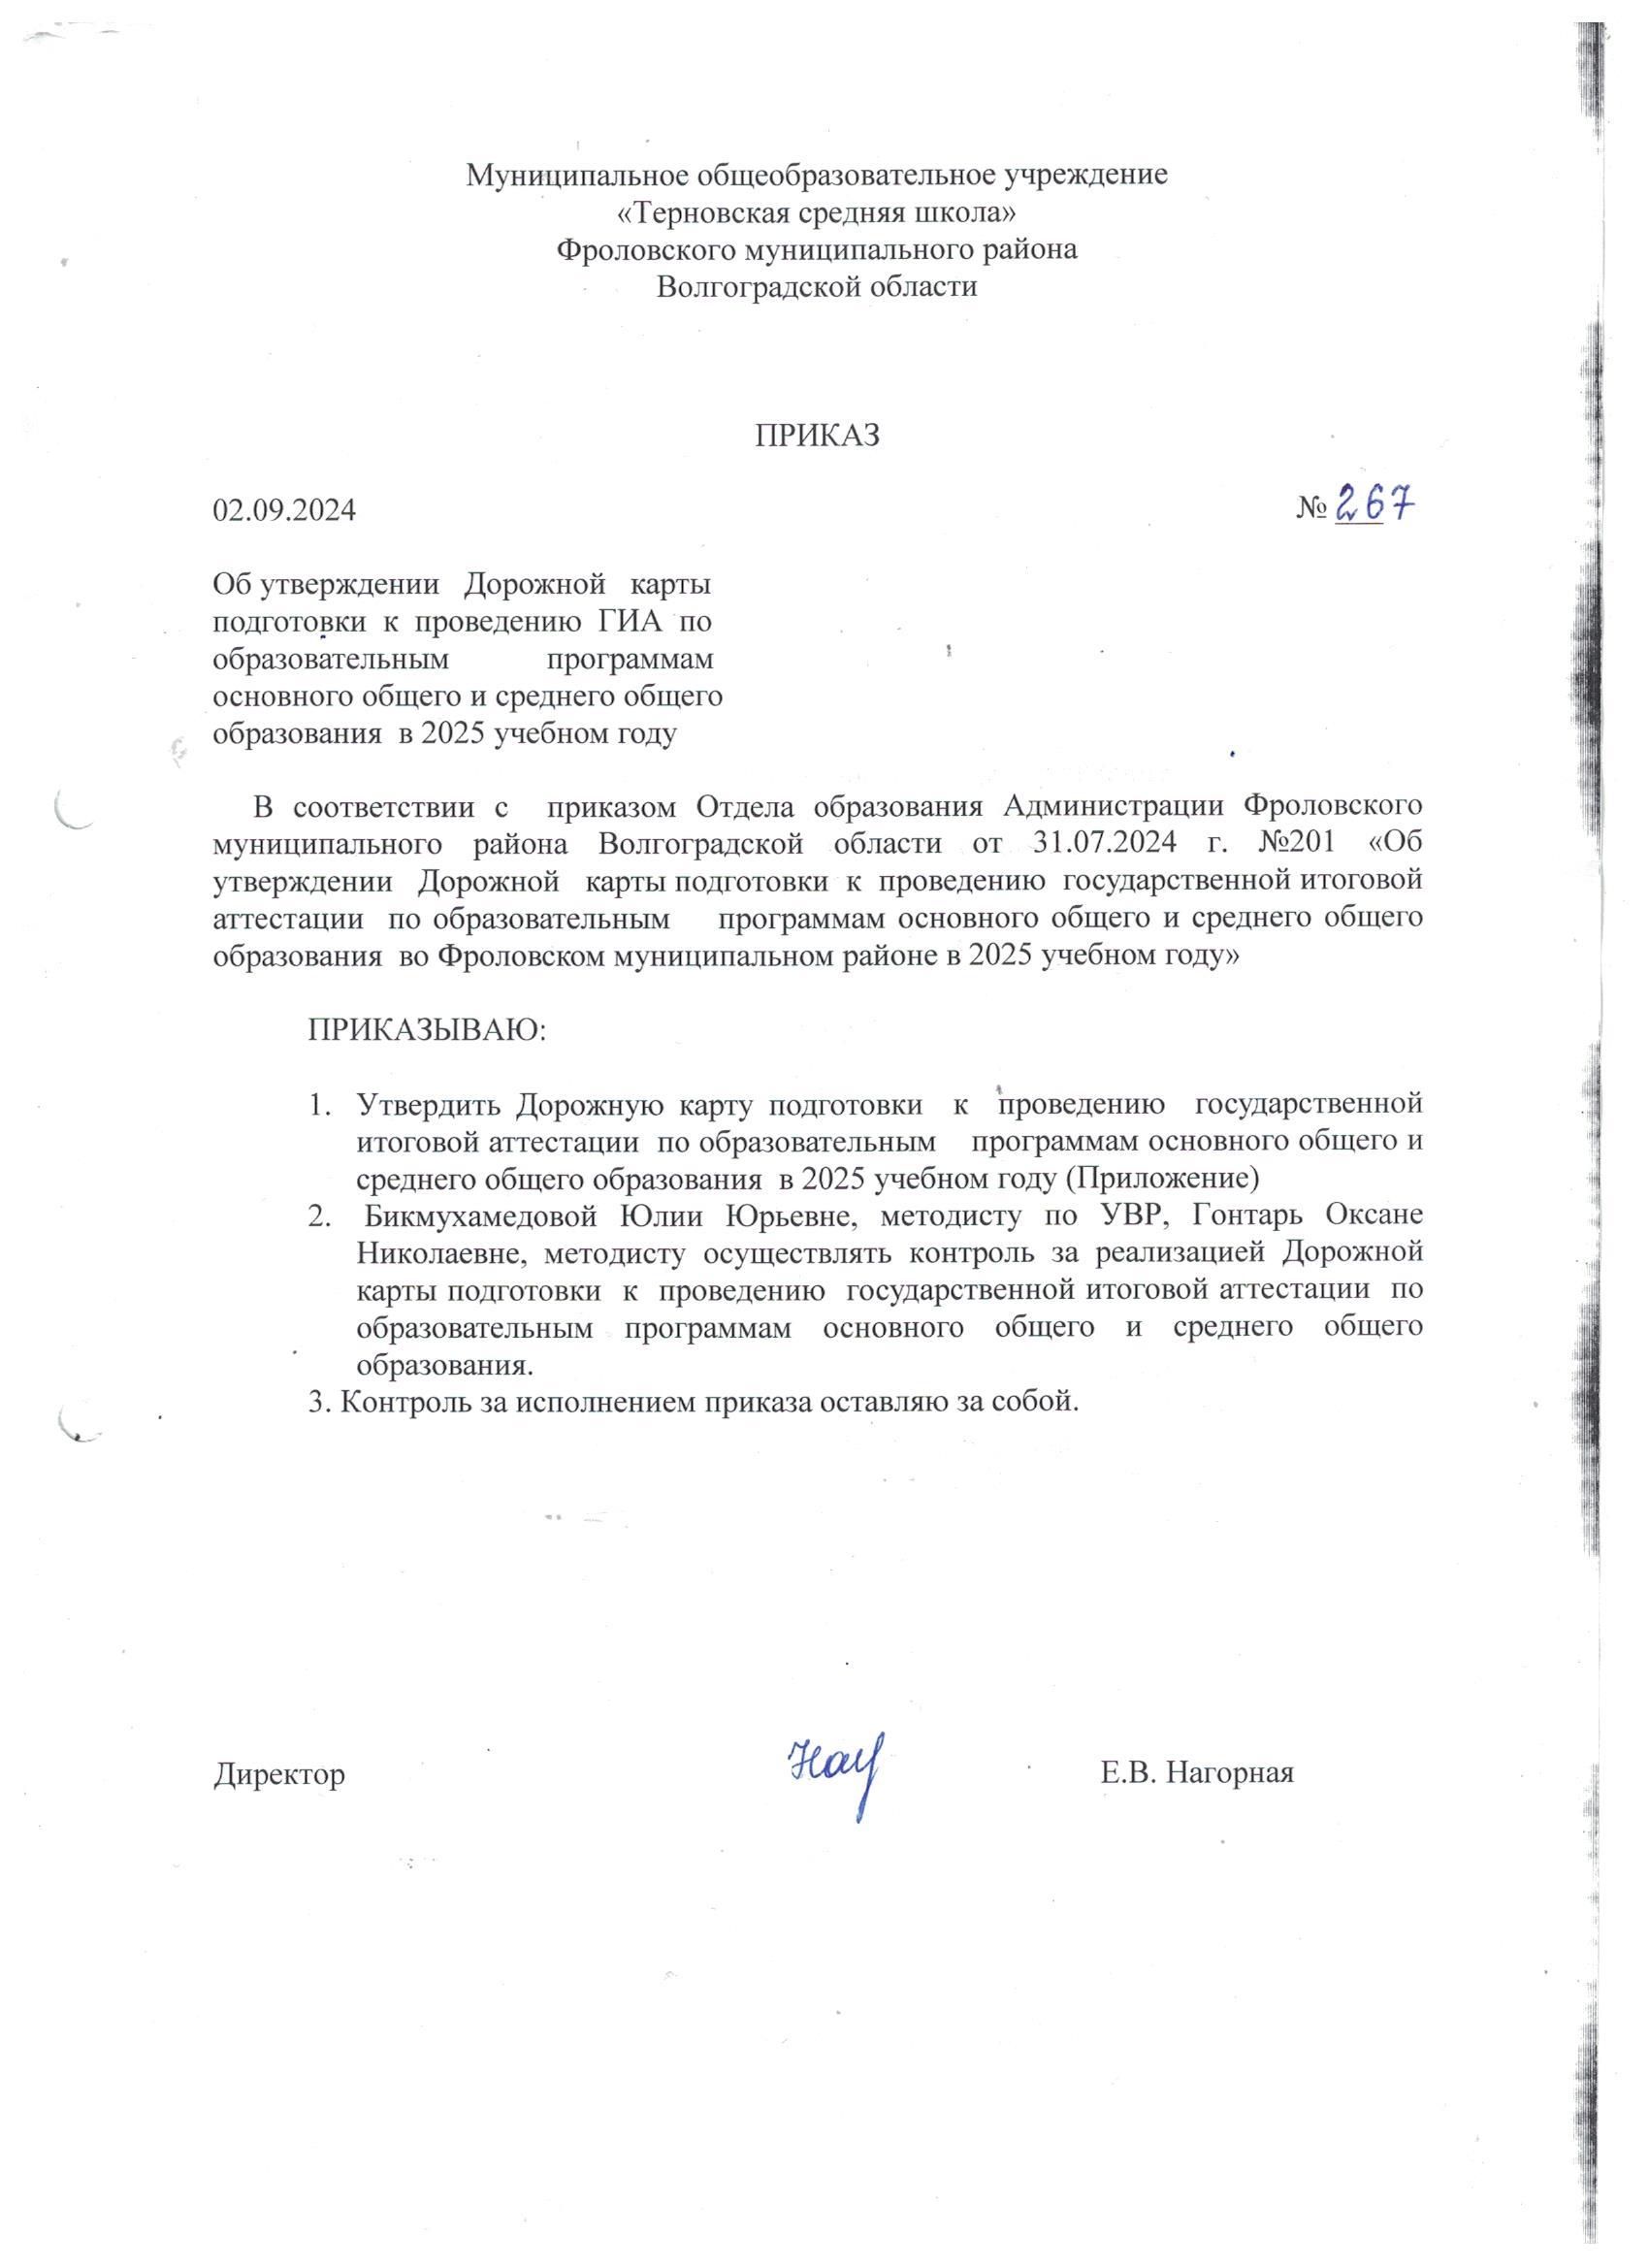 Муниципальное общеобразовательное учреждение
«Терновская средняя школа»
Фроловского муниципального района
Волгоградской области
ПРИКАЗ
02.09.2024 № 267
Об утверждении Дорожной карты
подготовки к проведению ГИА по
образовательным программам
основного общего и среднего общего
образования в 2025 учебном году
В соответствии с приказом Отдела образования Администрации Фроловского
муниципального района Волгоградской области от 31.07.2024 г. №201 «Об
утверждении Дорожной карты подготовки к проведению государственной итоговой
аттестации по образовательным программам основного общего и среднего общего
образования во Фроловском муниципальном районе в 2025 учебном году»
ПРИКАЗЫВАЮ:
1. Утвердить Дорожную карту подготовки к проведению государственной
итоговой аттестации по образовательным программам основного общего и
среднего общего образования в 2025 учебном году (Приложение)
2. Бикмухамедовой Юлии Юрьевне, методисту по УВР, Гонтарь Оксане
Николаевне, методисту осуществлять контроль за реализацией Дорожной
карты подготовки к проведению государственной итоговой аттестации по
образовательным программам основного общего и среднего общего
образования.
3. Контроль за исполнением приказа оставляю за собой.
Директор Е.В. Нагорная